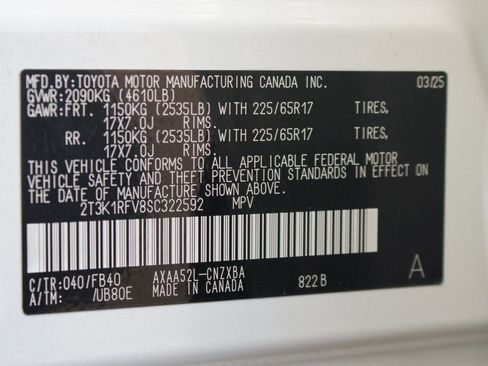 MFD.BY:TOYOTA MOTOR MANUFACTURING CANADA INC. 03/25
GVWR:2090KG (4610LB)
GAWR:FRT. 1150KG (2535LB) WITH 225/65R17 TIRES,
17X7.0J RIMS,
RR. 1150KG (2535LB) WITH 225/65R17 TIRES,
17X7.0J RIMS.
THIS VEHICLE CONFORMS TO ALL APPLICABLE FEDERAL MOTOR
VEHICLE SAFETY AND THEFT PREVENTION STANDARDS IN EFFECT ON
THE DATE OF MANUFACTURE SHOWN ABOVE.
2T3K1RFV8SC322592 MPV
C/TR:040/FB40 AXAA52L-CNZXBA A
A/TM: /UB80E MADE IN CANADA 822B